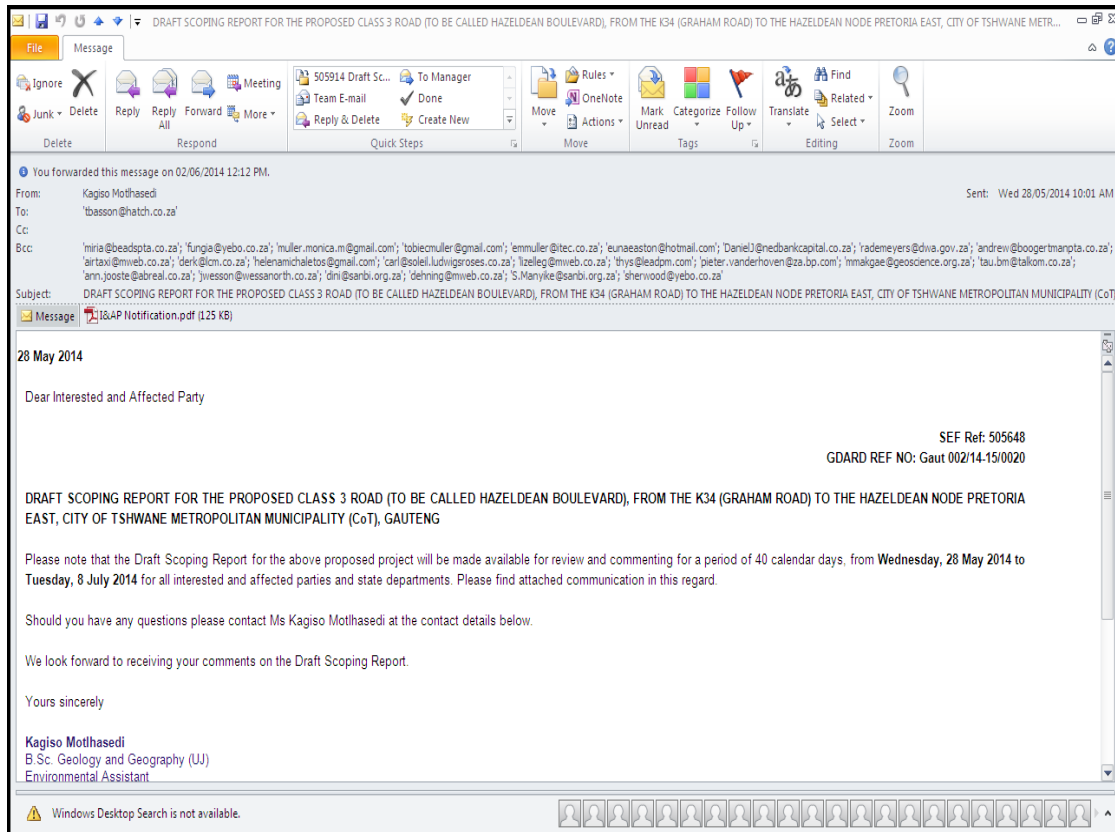 DRAFT SCOPING REPORT FOR THE PROPOSED CLASS 3 ROAD (TO BE CALLED HAZELDEAN BOULEVARD), FROM THE K34 (GRAHAM ROAD) TO THE HAZELDEAN NODE PRETORIA EAST, CITY OF TSHWANE METR...
File Message
Ignore
Junk
Delete
Delete
Reply
Reply All
Forward
Meeting
More
Respond
505914 Draft Sc...
Team E-mail
Reply & Delete
To Manager
Done
Create New
Quick Steps
Move
Rules
OneNote
Actions
Move
Mark Unread
Categorize
Follow Up
Tags
Translate
Find
Related
Select
Editing
Zoom
Zoom
You forwarded this message on 02/06/2014 12:12 PM.
From: Kagiso Motlhasedi Sent: Wed 28/05/2014 10:01 AM
To: 'tbasson@hatch.co.za'
Cc:
Bcc: 'miria@beadspta.co.za'; 'fungia@yebo.co.za'; 'muller.monica.m@gmail.com'; 'tobiecmuller@gmail.com'; 'emmuller@itec.co.za'; 'eunaeaston@hotmail.com'; 'DanielJ@nedbankcapital.co.za'; 'rademeyers@dwa.gov.za'; 'andrew@boogertmanpta.co.za';
'airtaxi@mweb.co.za'; 'derk@lcm.co.za'; 'helenamichaletos@gmail.com'; 'carl@soleil.ludwigsroses.co.za'; 'lizelleg@mweb.co.za'; 'thys@leadpm.com'; 'pieter.vanderhoven@za.bp.com'; 'mmakgae@geoscience.org.za'; 'tau.bm@talkom.co.za';
'ann.jooste@abreal.co.za'; 'jwesson@wessanorth.co.za'; 'dini@sanbi.org.za'; 'dehning@mweb.co.za'; 'S.Manyike@sanbi.org.za'; 'sherwood@yebo.co.za'
Subject: DRAFT SCOPING REPORT FOR THE PROPOSED CLASS 3 ROAD (TO BE CALLED HAZELDEAN BOULEVARD), FROM THE K34 (GRAHAM ROAD) TO THE HAZELDEAN NODE PRETORIA EAST, CITY OF TSHWANE METROPOLITAN MUNICIPALITY (CoT)
Message I&AP Notification.pdf (125 KB)
28 May 2014
Dear Interested and Affected Party
SEF Ref: 505648
GDARD REF NO: Gaut 002/14-15/0020
DRAFT SCOPING REPORT FOR THE PROPOSED CLASS 3 ROAD (TO BE CALLED HAZELDEAN BOULEVARD), FROM THE K34 (GRAHAM ROAD) TO THE HAZELDEAN NODE PRETORIA
EAST, CITY OF TSHWANE METROPOLITAN MUNICIPALITY (CoT), GAUTENG
Please note that the Draft Scoping Report for the above proposed project will be made available for review and commenting for a period of 40 calendar days, from Wednesday, 28 May 2014 to
Tuesday, 8 July 2014 for all interested and affected parties and state departments. Please find attached communication in this regard.
Should you have any questions please contact Ms Kagiso Motlhasedi at the contact details below.
We look forward to receiving your comments on the Draft Scoping Report.
Yours sincerely
Kagiso Motlhasedi
B.Sc. Geology and Geography (UJ)
Environmental Assistant
Windows Desktop Search is not available.